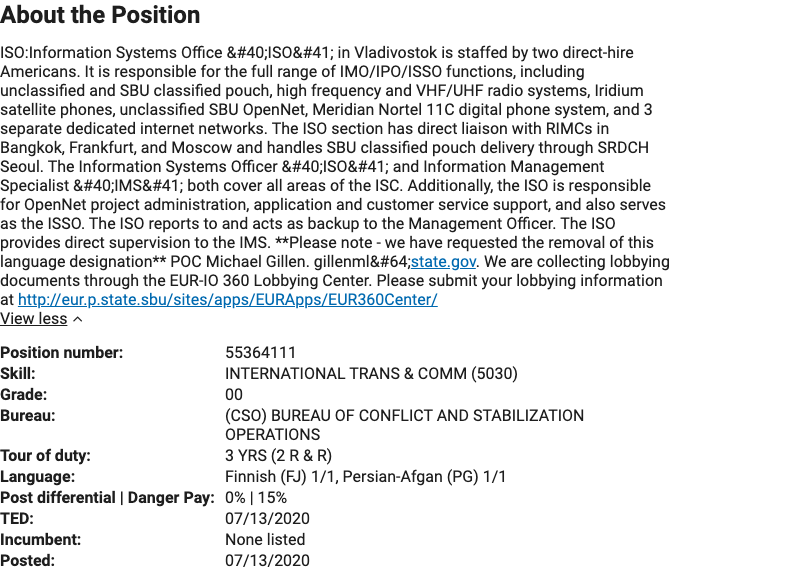 About the Position
ISO:Information Systems Office &#40;ISO&#41; in Vladivostok is staffed by two direct-hire
Americans. It is responsible for the full range of IMO/IPO/ISSO functions, including
unclassified and SBU classified pouch, high frequency and VHF/UHF radio systems, Iridium
satellite phones, unclassified SBU OpenNet, Meridian Nortel 11C digital phone system, and 3
separate dedicated internet networks. The ISO section has direct liaison with RIMCs in
Bangkok, Frankfurt, and Moscow and handles SBU classified pouch delivery through SRDCH
Seoul. The Information Systems Officer &#40;ISO&#41; and Information Management
Specialist &#40;IMS&#41; both cover all areas of the ISC. Additionally, the ISO is responsible
for OpenNet project administration, application and customer service support, and also serves
as the ISSO. The ISO reports to and acts as backup to the Management Officer. The ISO
provides direct supervision to the IMS. **Please note - we have requested the removal of this
language designation** POC Michael Gillen. gillenml&#64;state.gov. We are collecting lobbying
documents through the EUR-IO 360 Lobbying Center. Please submit your lobbying information
at http://eur.p.state.sbu/sites/apps/EURApps/EUR360Center/
View less
Position number: 55364111
Skill: INTERNATIONAL TRANS & COMM (5030)
Grade: 00
Bureau: (CSO) BUREAU OF CONFLICT AND STABILIZATION
OPERATIONS
Tour of duty: 3 YRS (2 R & R)
Language: Finnish (FJ) 1/1, Persian-Afgan (PG) 1/1
Post differential | Danger Pay: 0% | 15%
TED: 07/13/2020
Incumbent: None listed
Posted: 07/13/2020